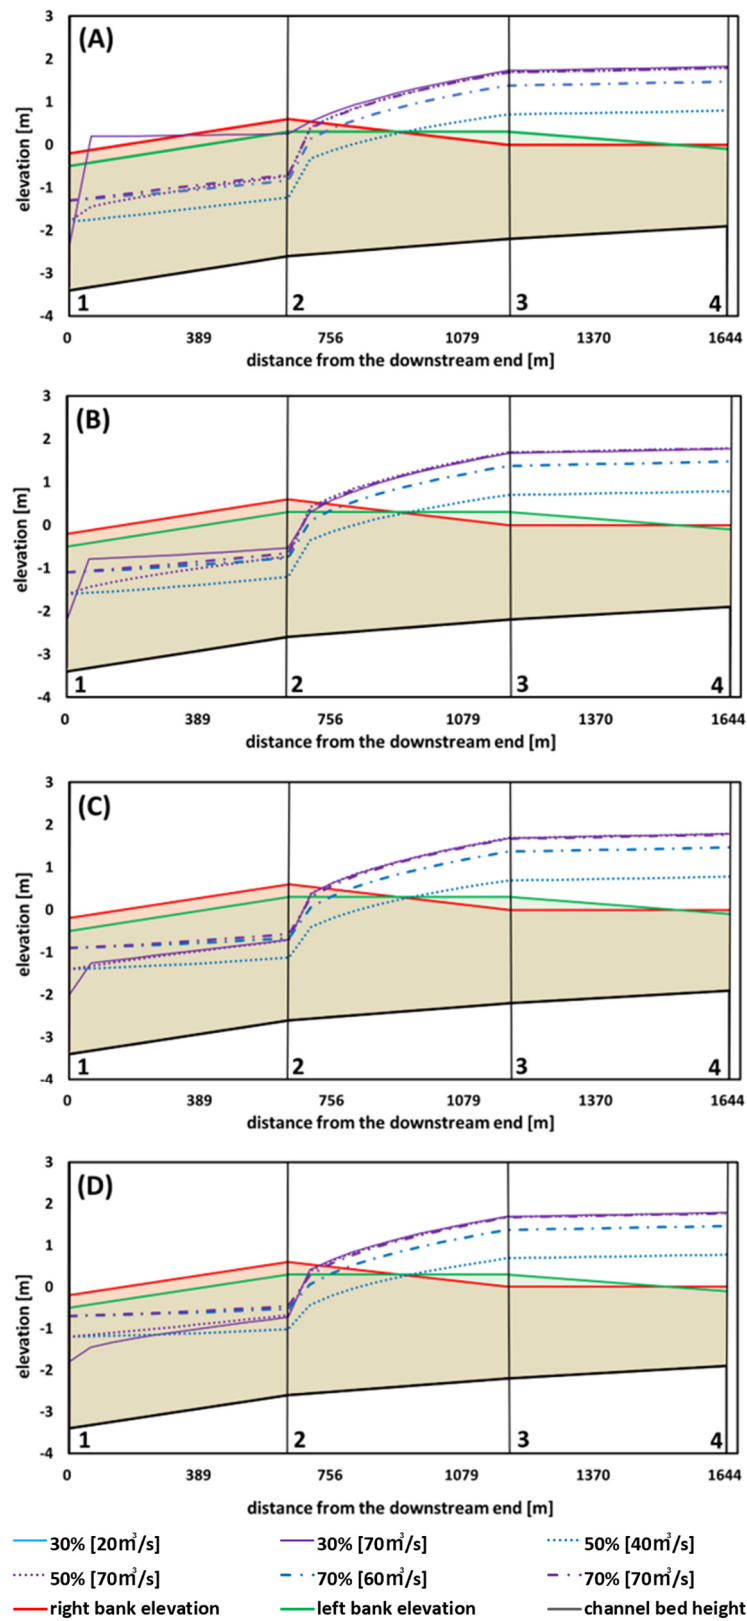 (A)
3
2
1
0
-1
-2
-3
-4
elevation [m]
1 2 3 4
0 389 756 1079 1370 1644
distance from the downstream end [m]
(B)
3
2
1
0
-1
-2
-3
-4
elevation [m]
1 2 3 4
0 389 756 1079 1370 1644
distance from the downstream end [m]
(C)
3
2
1
0
-1
-2
-3
-4
elevation [m]
1 2 3 4
0 389 756 1079 1370 1644
distance from the downstream end [m]
(D)
3
2
1
0
-1
-2
-3
-4
elevation [m]
1 2 3 4
0 389 756 1079 1370 1644
distance from the downstream end [m]
30% [20m³/s] 30% [70m³/s] 50% [40m³/s]
50% [70m³/s] 70% [60m³/s] 70% [70m³/s]
right bank elevation left bank elevation channel bed height